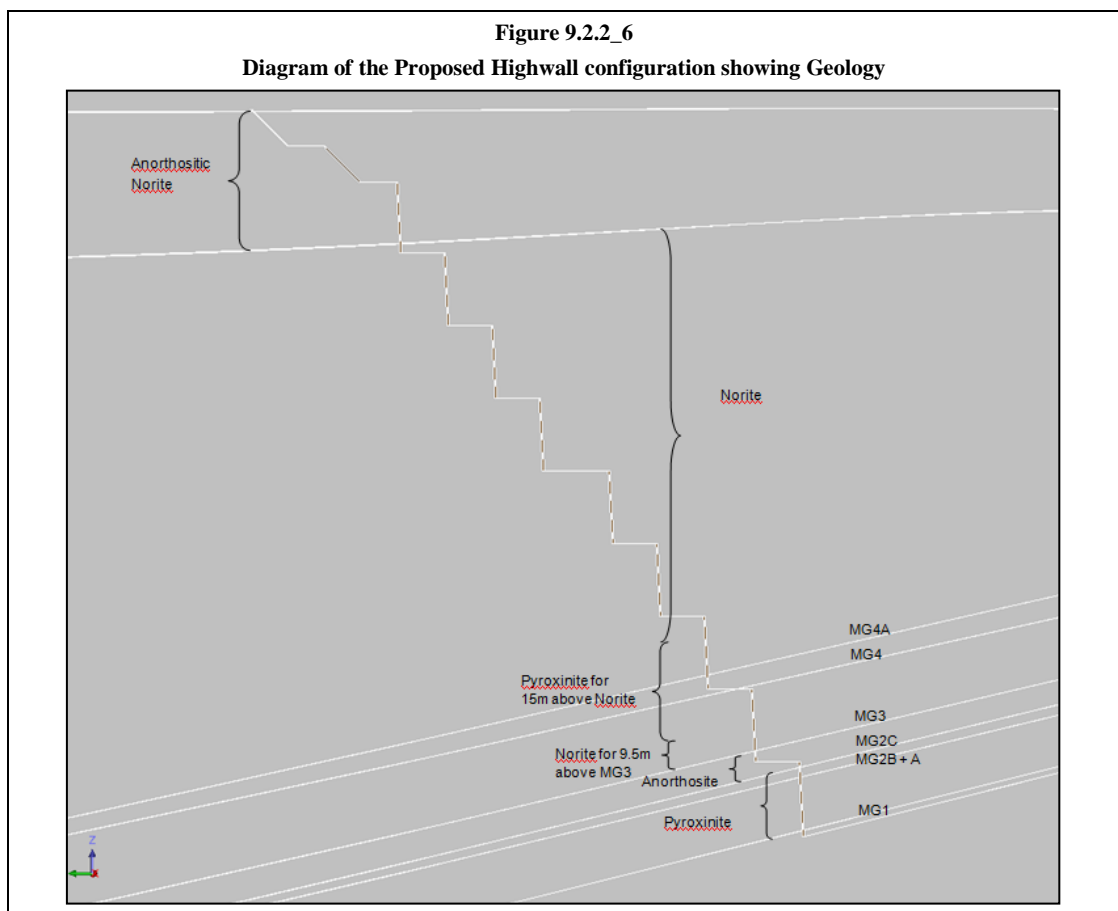 Figure 9.2.2_6
Diagram of the Proposed Highwall configuration showing Geology
Anorthositic
Norite
Norite
MG4A
MG4
Pyroxinite for
15m above Norite
MG3
MG2C
Norite for 9.5m
above MG3
MG2B + A
Anorthosite
MG1
Pyroxinite
Z